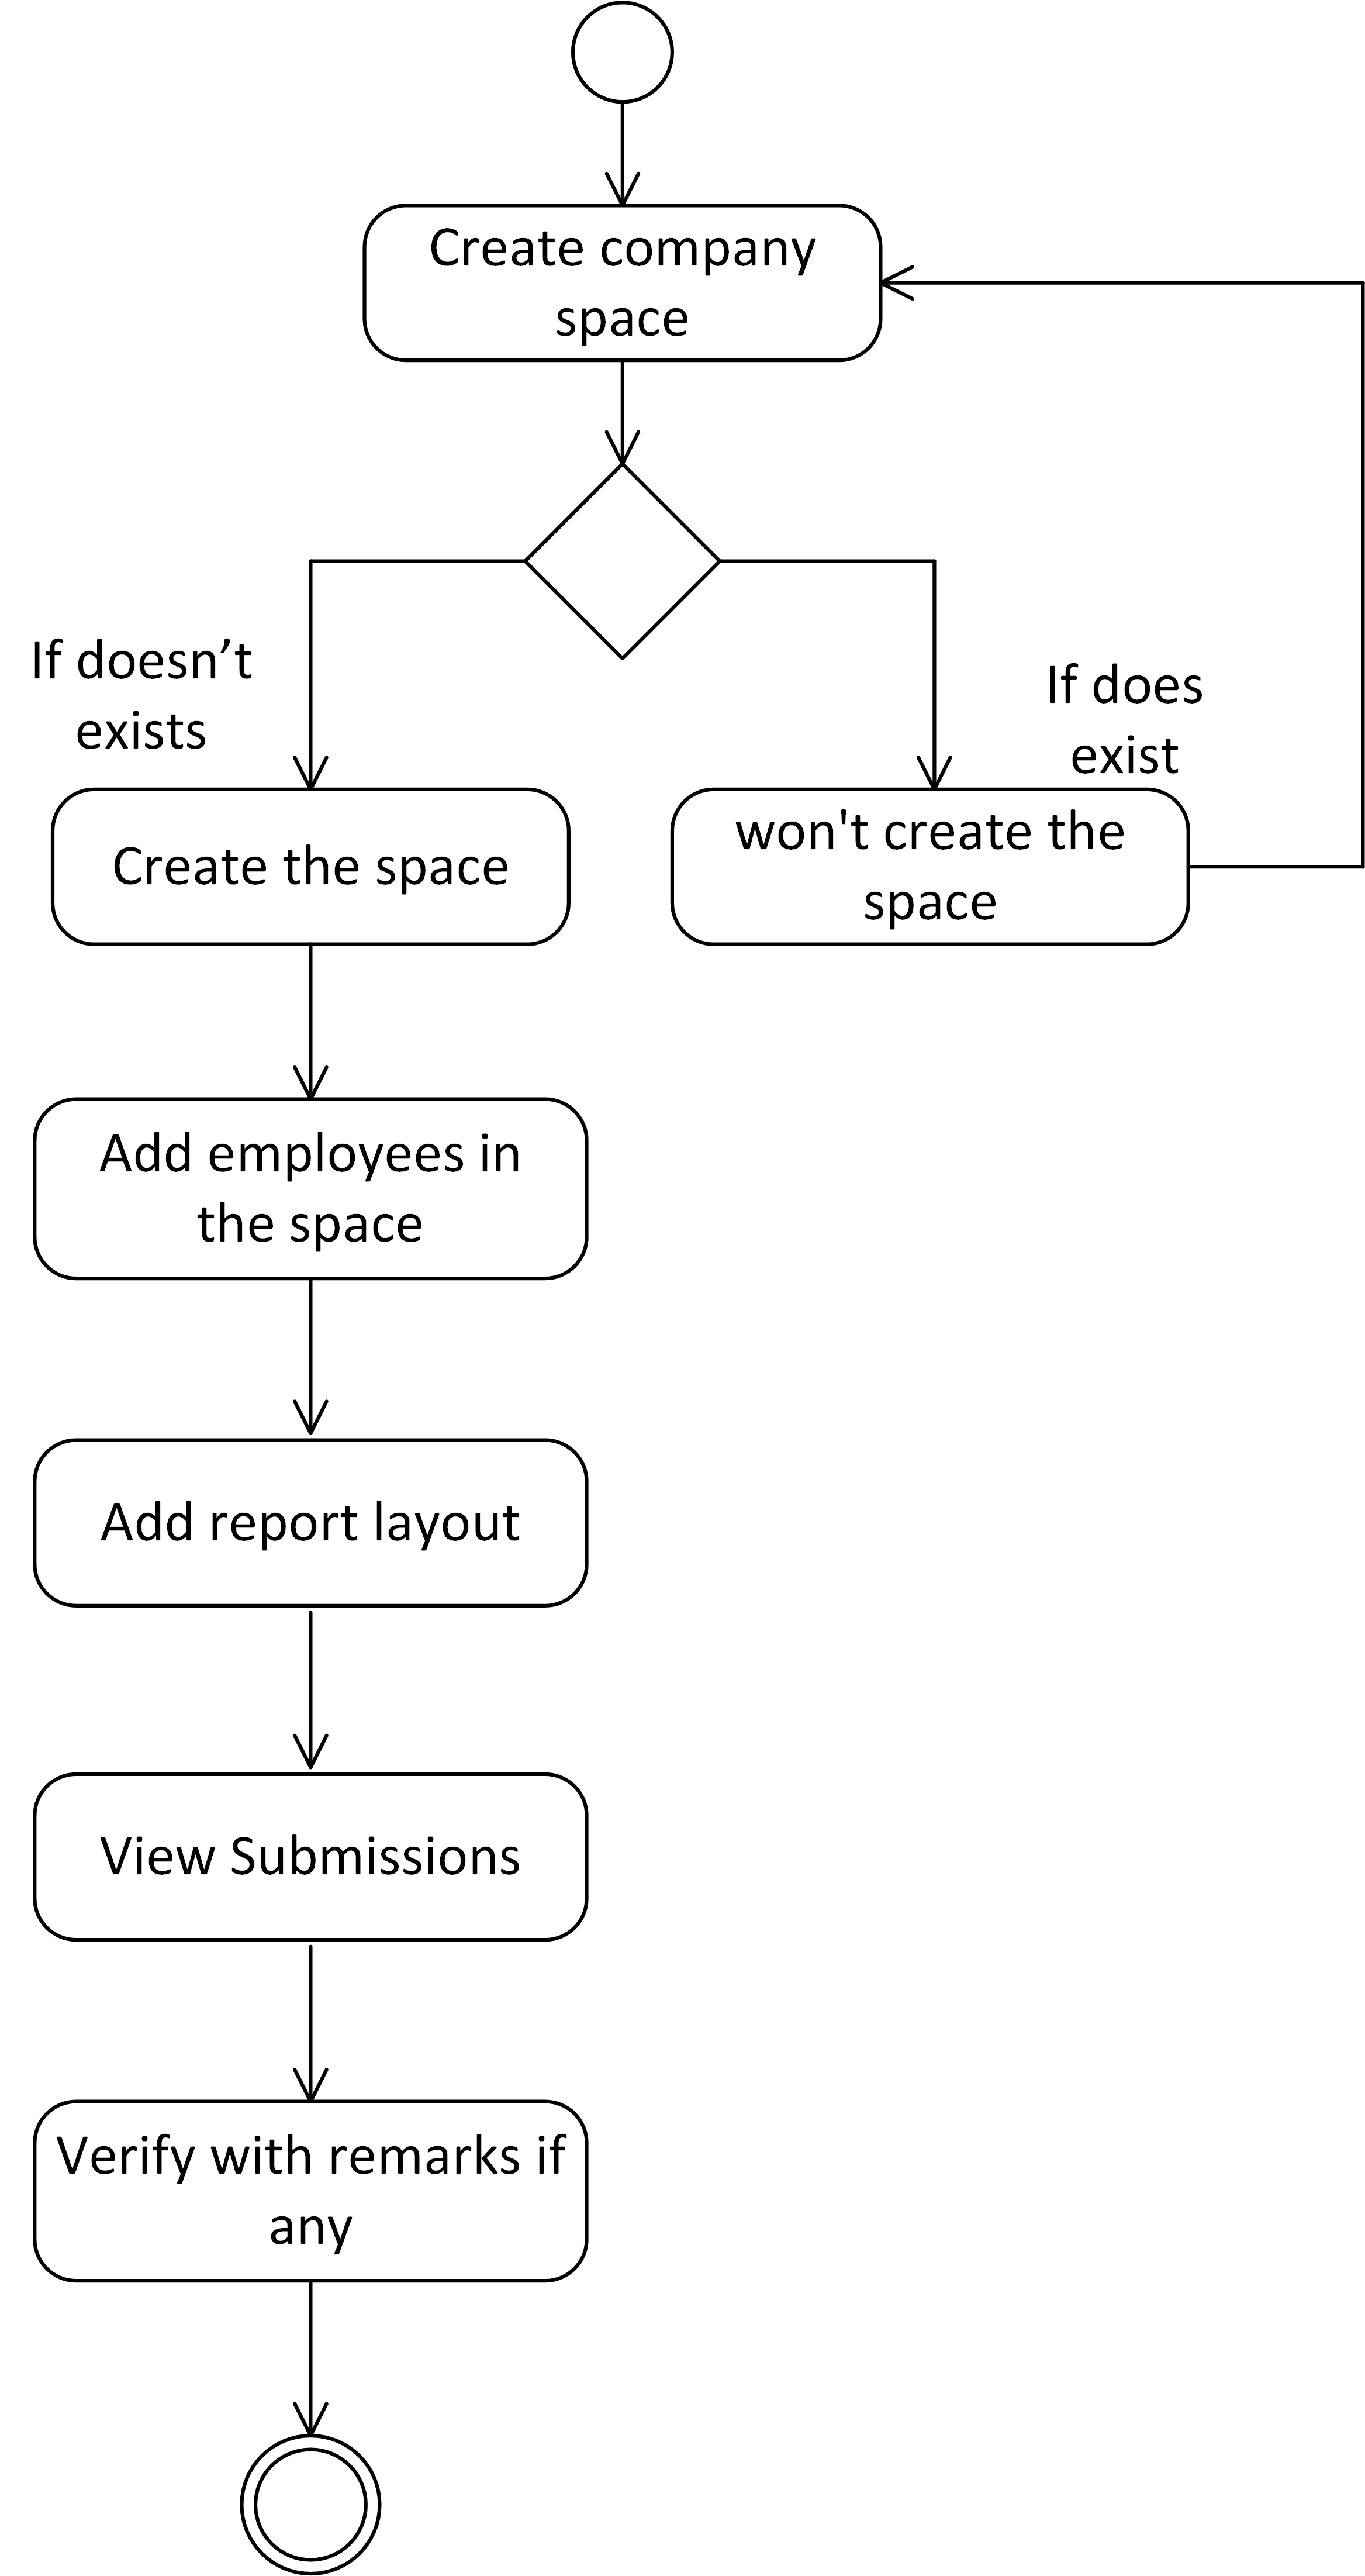 Create company
space
If doesn’t
exists
If does
exist
Create the space
won't create the
space
Add employees in
the space
Add report layout
View Submissions
Verify with remarks if
any